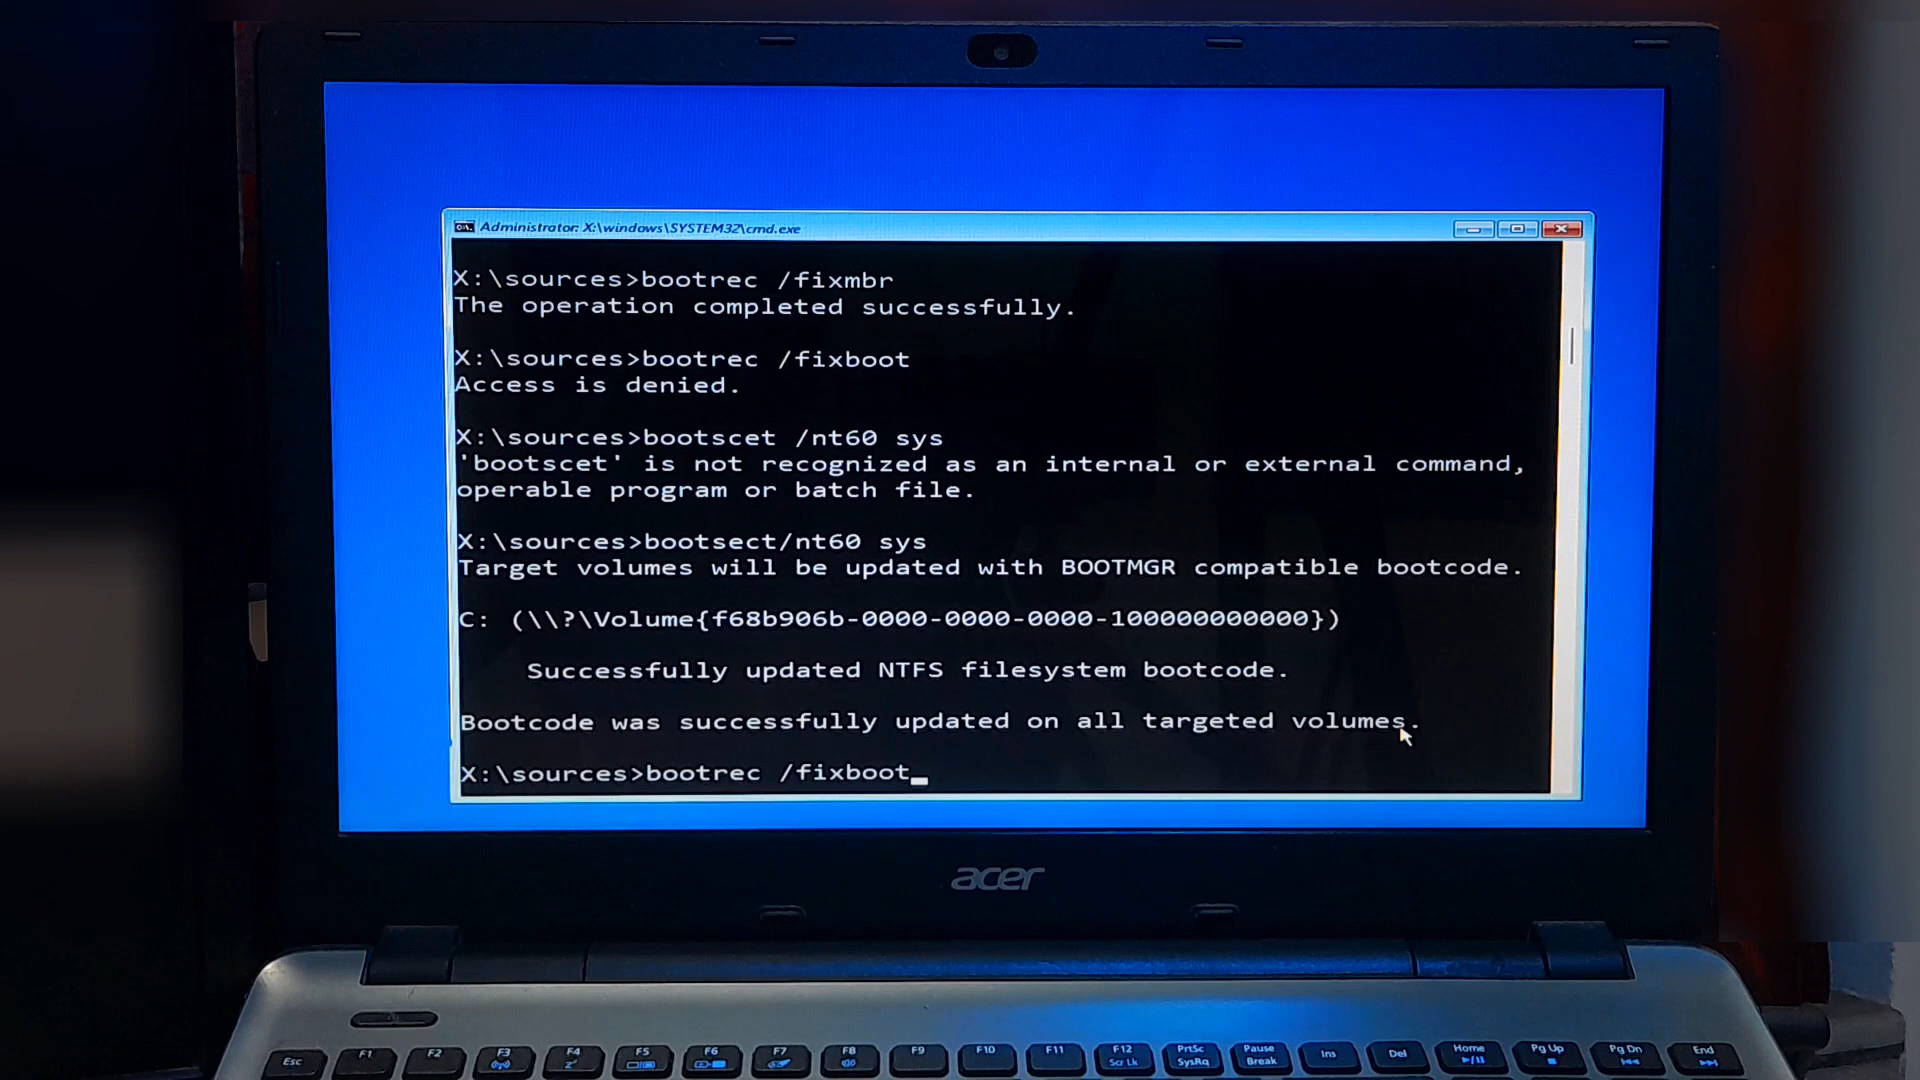 Administrator: X:\windows\SYSTEM32\cmd.exe
X:\sources>bootrec /fixmbr
The operation completed successfully.
X:\sources>bootrec /fixboot
Access is denied.
X:\sources>bootscet /nt60 sys
'bootscet' is not recognized as an internal or external command,
operable program or batch file.
X:\sources>bootsect/nt60 sys
Target volumes will be updated with BOOTMGR compatible bootcode.
C: (\\?\Volume{f68b906b-0000-0000-0000-100000000000})
Successfully updated NTFS filesystem bootcode.
Bootcode was successfully updated on all targeted volumes.
X:\sources>bootrec /fixboot_
acer
Esc F1 F2 F3 F4 F5 F6 F7 F8 F9 F10 F11 F12 Scr Lk PrtSc SysRq Pause Break Ins Del Home Pg Up Pg Dn End